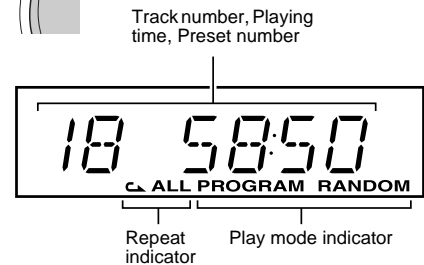 Track number, Playing
time, Preset number
18 58:50
ALL PROGRAM RANDOM
Repeat
indicator
Play mode indicator